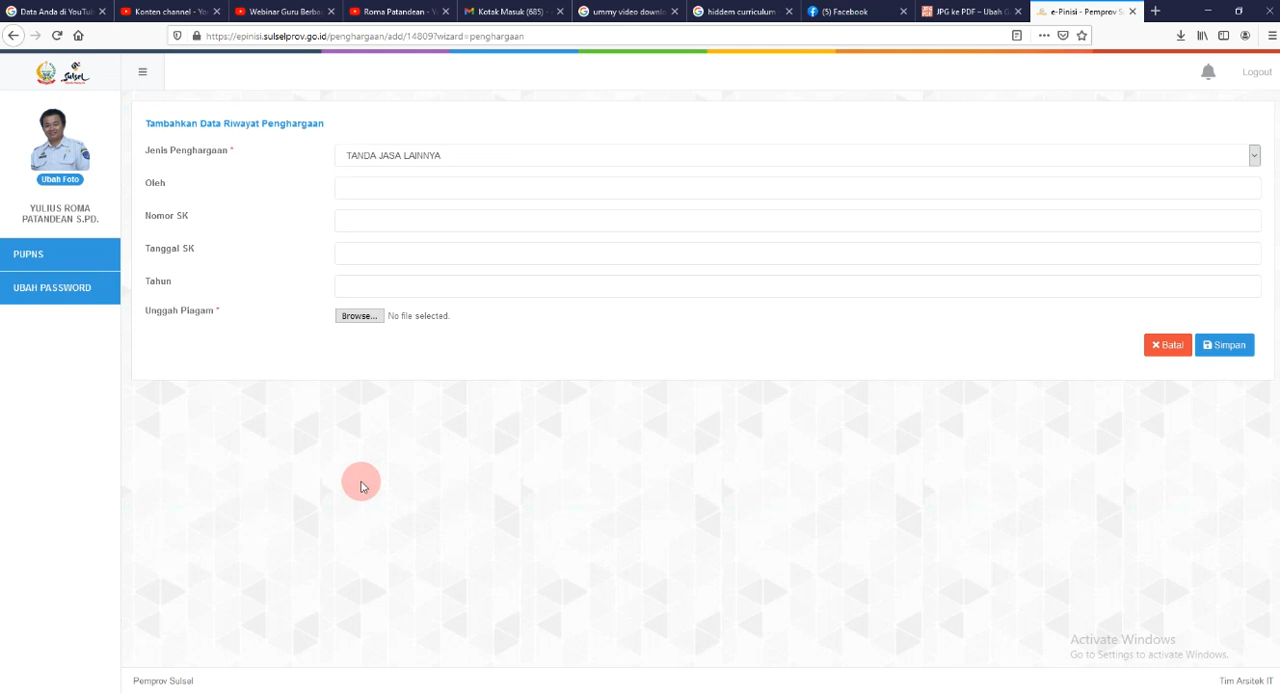 Data Anda di YouTub
Konten channel - You
Webinar Guru Berba
Roma Patandean - 
Kotak Masuk (685) -
ummy video downlo
hiddem curriculum -
(5) Facebook
JPG ke PDF – Ubah G
e-Pinisi - Pemprov S
https://epinisi.sulselprov.go.id/penghargaan/add/14809?wizard=penghargaan
Sulsel
Logout
Ubah Foto
YULIUS ROMA
PATANDEAN S.PD.
PUPNS
UBAH PASSWORD
Tambahkan Data Riwayat Penghargaan
Jenis Penghargaan *
TANDA JASA LAINNYA
Oleh
Nomor SK
Tanggal SK
Tahun
Unggah Piagam *
Browse... No file selected.
Batal
Simpan
Activate Windows
Go to Settings to activate Windows.
Pemprov Sulsel
Tim Arsitek IT